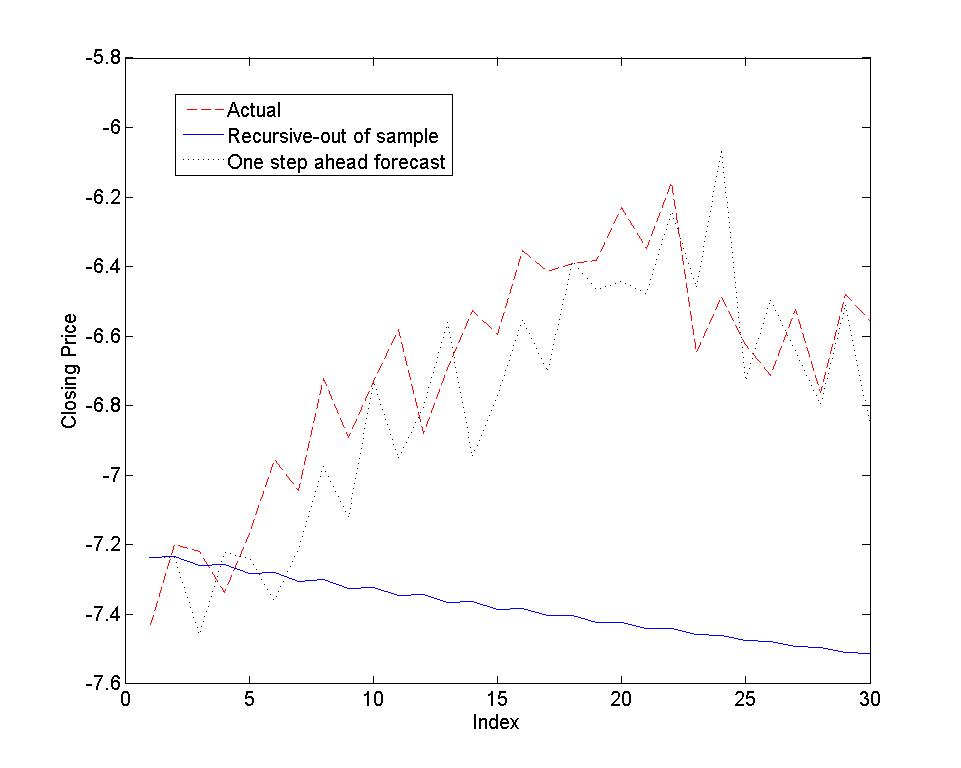 -5.8
-6
-6.2
-6.4
-6.6
-6.8
-7
-7.2
-7.4
-7.6
Closing Price
Actual
Recursive-out of sample
One step ahead forecast
0 5 10 15 20 25 30
Index